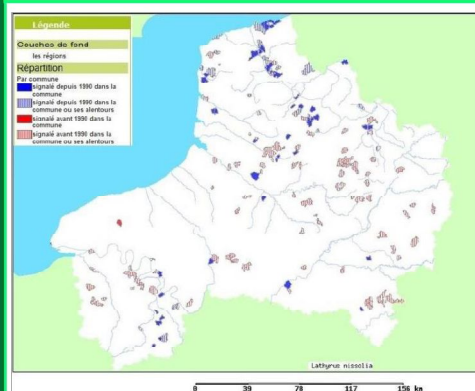 Légende
Couches de fond
les régions
Répartition
Par commune
signalé depuis 1990 dans la
commune
signalé depuis 1990 dans la
commune ou ses alentours
signalé avant 1990 dans la
commune
signalé avant 1990 dans la
commune ou ses alentours
Lathyrus nissolia
0 39 78 117 156 km